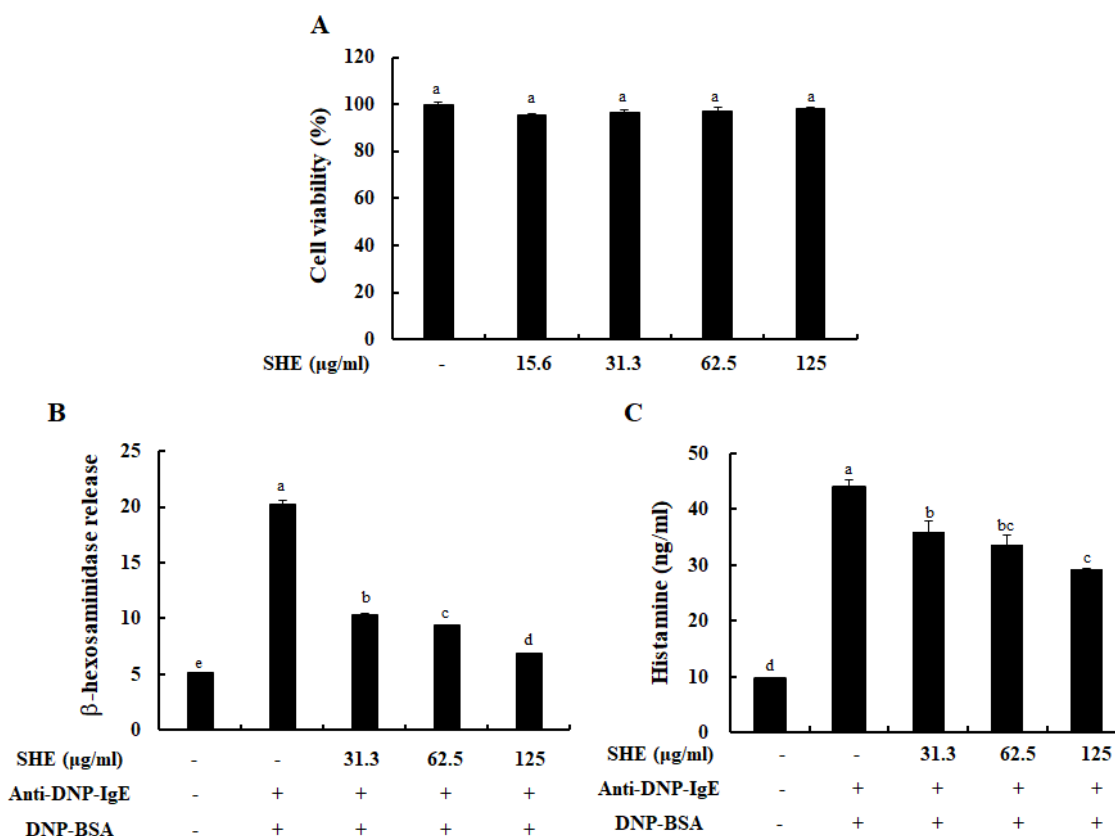 A
120
100
80
60
40
20
0
Cell viability (%)
a a a a a
SHE (μg/ml) - 15.6 31.3 62.5 125
B
25
20
15
10
5
0
β-hexosaminidase release
e a b c d
SHE (μg/ml) - - 31.3 62.5 125
Anti-DNP-IgE - + + + +
DNP-BSA - + + + +
C
50
40
30
20
10
0
Histamine (ng/ml)
d a b bc c
SHE (μg/ml) - - 31.3 62.5 125
Anti-DNP-IgE - + + + +
DNP-BSA - + + + +